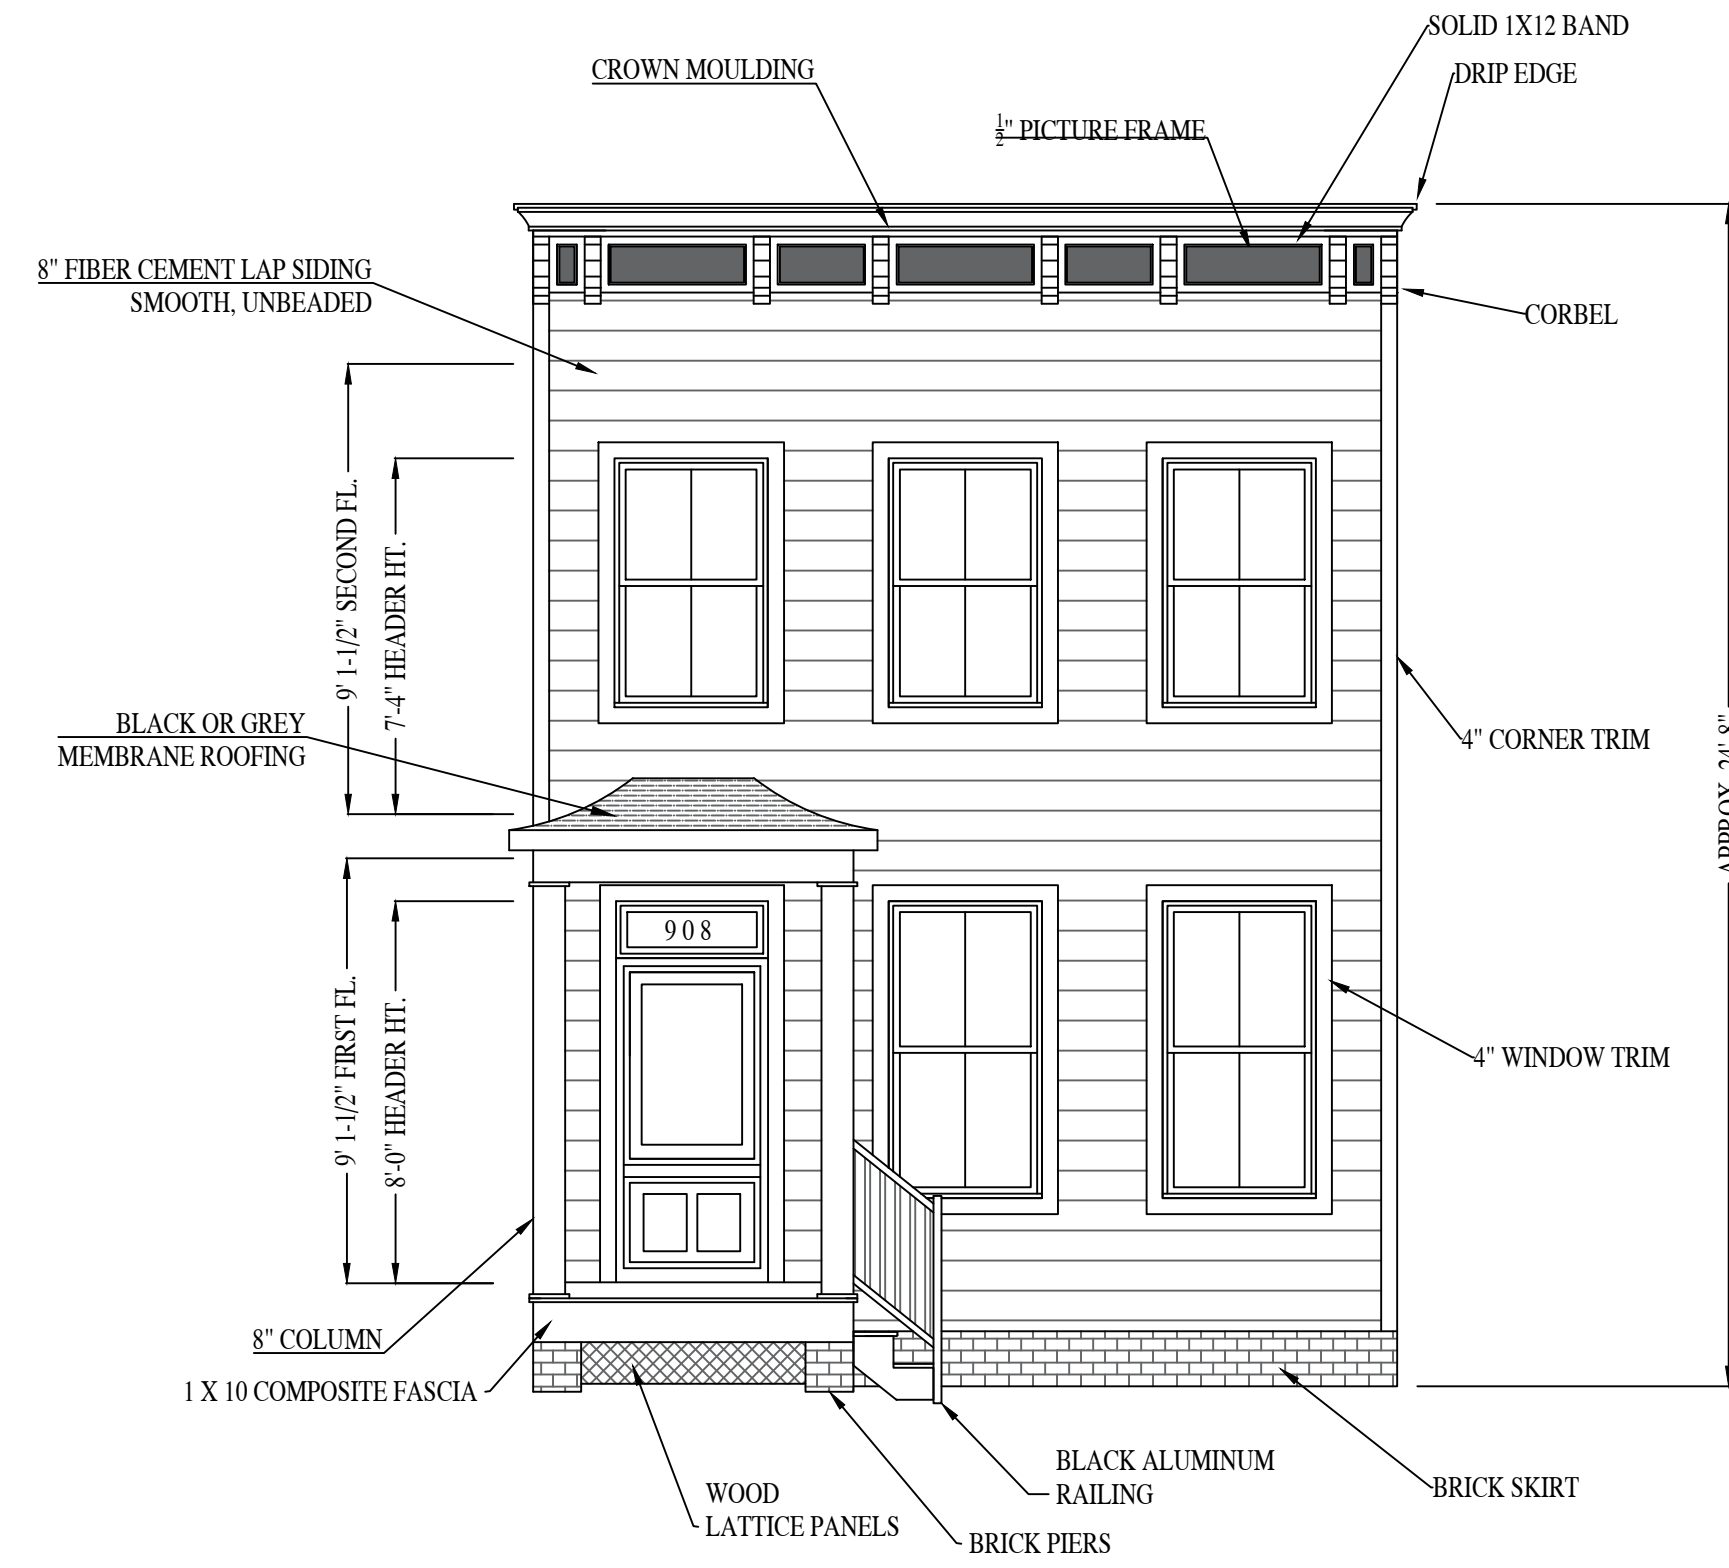 SOLID 1X12 BAND
CROWN MOULDING
DRIP EDGE
½" PICTURE FRAME
8" FIBER CEMENT LAP SIDING
SMOOTH, UNBEADED
CORBEL
9' 1-1/2" SECOND FL.
7'-4" HEADER HT.
BLACK OR GREY
MEMBRANE ROOFING
4" CORNER TRIM
APPROX 24' 8"
908
9' 1-1/2" FIRST FL.
8'-0" HEADER HT.
4" WINDOW TRIM
8" COLUMN
1 X 10 COMPOSITE FASCIA
BLACK ALUMINUM
RAILING
BRICK SKIRT
WOOD
LATTICE PANELS
BRICK PIERS